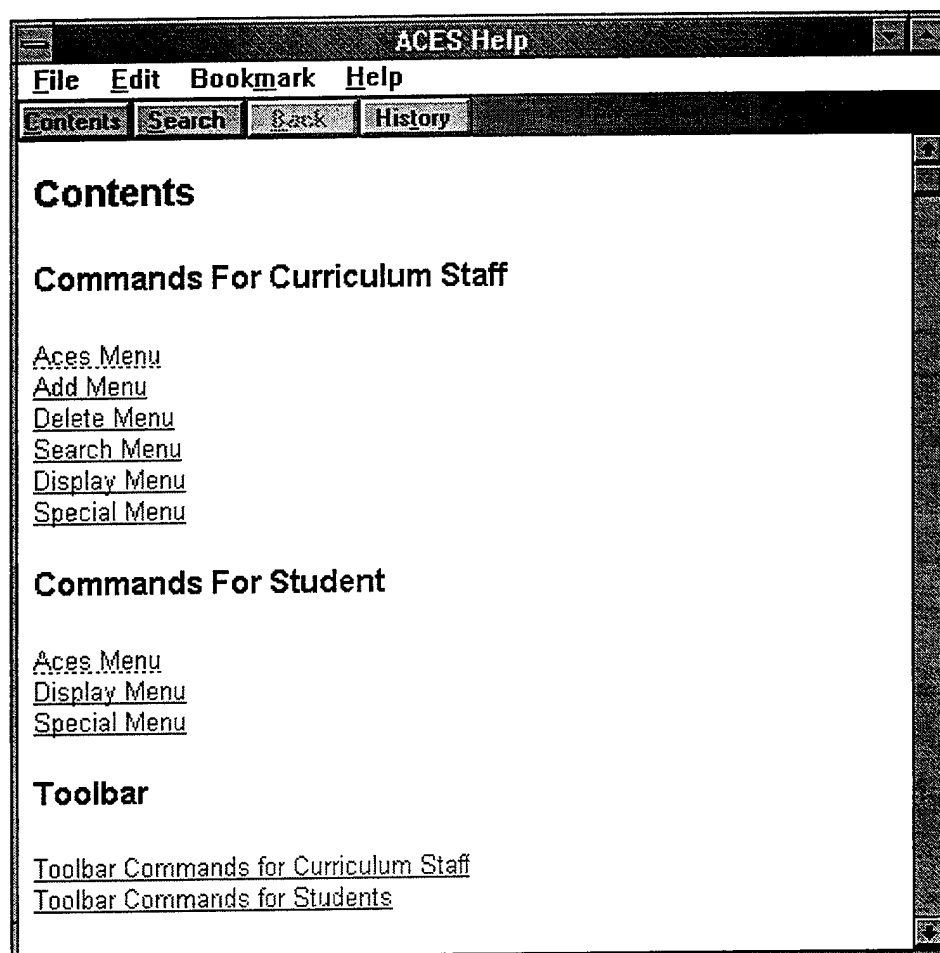 ACES Help
File Edit Bookmark Help
Contents Search Back History
Contents
Commands For Curriculum Staff
Aces Menu
Add Menu
Delete Menu
Search Menu
Display Menu
Special Menu
Commands For Student
Aces Menu
Display Menu
Special Menu
Toolbar
Toolbar Commands for Curriculum Staff
Toolbar Commands for Students